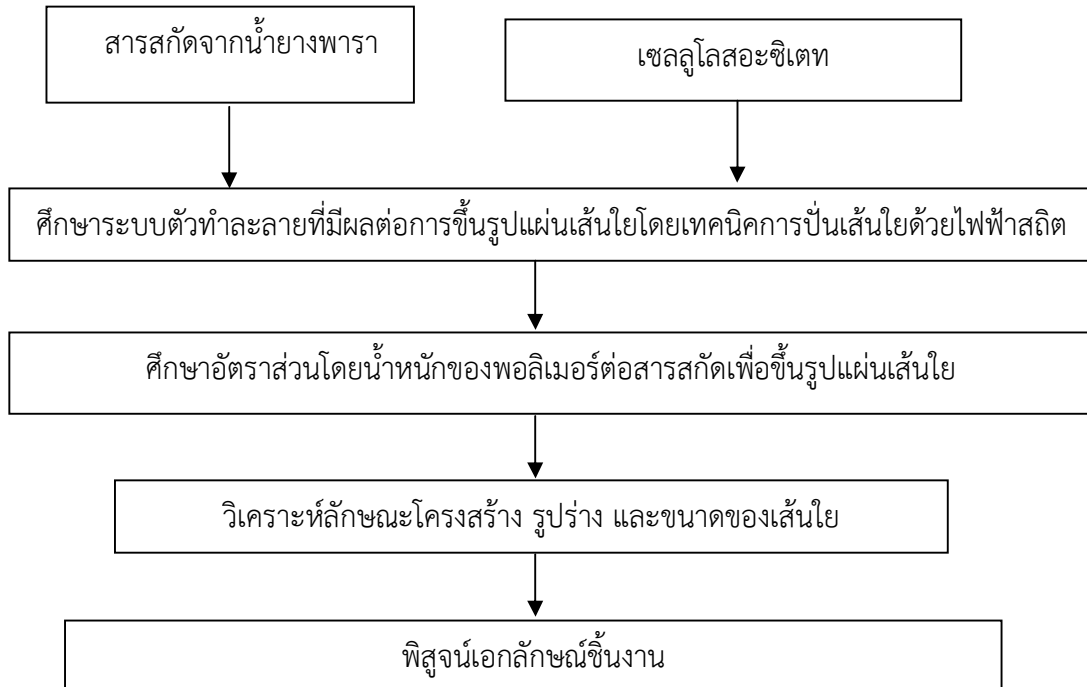 สารสกัดจากน้ำยางพารา
เซลลูโลสอะซิเตท
ศึกษาระบบตัวทำละลายที่มีผลต่อการขึ้นรูปแผ่นเส้นใยโดยเทคนิคการปั่นเส้นใยด้วยไฟฟ้าสถิต
ศึกษาอัตราส่วนโดยน้ำหนักของพอลิเมอร์ต่อสารสกัดเพื่อขึ้นรูปแผ่นเส้นใย
วิเคราะห์ลักษณะโครงสร้าง รูปร่าง และขนาดของเส้นใย
พิสูจน์เอกลักษณ์ชิ้นงาน